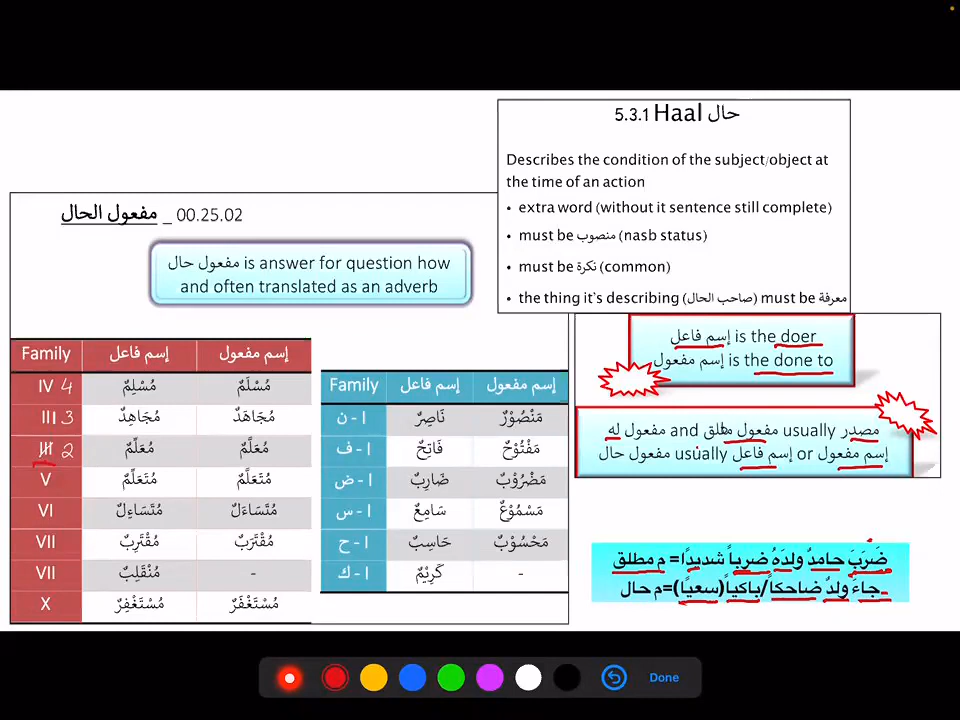 5.3.1 Haal حال
Describes the condition of the subject/object at
the time of an action
• extra word (without it sentence still complete)
• must be منصوب (nasb status)
• must be نكرة (common)
• the thing it's describing (صاحب الحال) must be معرفة
مفعول الحال _ 00.25.02
مفعول حال is answer for question how
and often translated as an adverb
إسم فاعل is the doer
إسم مفعول is the done to
مفعول له and مفعول مطلق usually مصدر
مفعول حال usually إسم فاعل or إسم مفعول
Family إسم فاعل إسم مفعول
IV 4 مُسْلِمٌ مُسْلَمٌ
III 3 مُجَاهِدٌ مُجَاهَدٌ
III 2 مُعَلِّمٌ مُعَلَّمٌ
V مُتَعَلِّمٌ مُتَعَلَّمٌ
VI مُتَسَاءِلٌ مُتَسَاءَلٌ
VII مُقْتَرِبٌ مُقْتَرَبٌ
VII مُنْقَلِبٌ -
X مُسْتَغْفِرٌ مُسْتَغْفَرٌ
Family إسم فاعل إسم مفعول
ا - ن نَاصِرٌ مَنْصُوْرٌ
ا - ف فَاتِحٌ مَفْتُوْحٌ
ا - ض ضَارِبٌ مَضْرُوْبٌ
ا - س سَامِعٌ مَسْمُوْعٌ
ا - ح حَاسِبٌ مَحْسُوْبٌ
ا - ك كَرِيْمٌ -
ضَرَبَ حامدٌ ولدَهُ ضرباً شديدًا= م مطلق
جاءَ ولدٌ ضاحكاً/باكياً(سعيًا)=م حال
Done